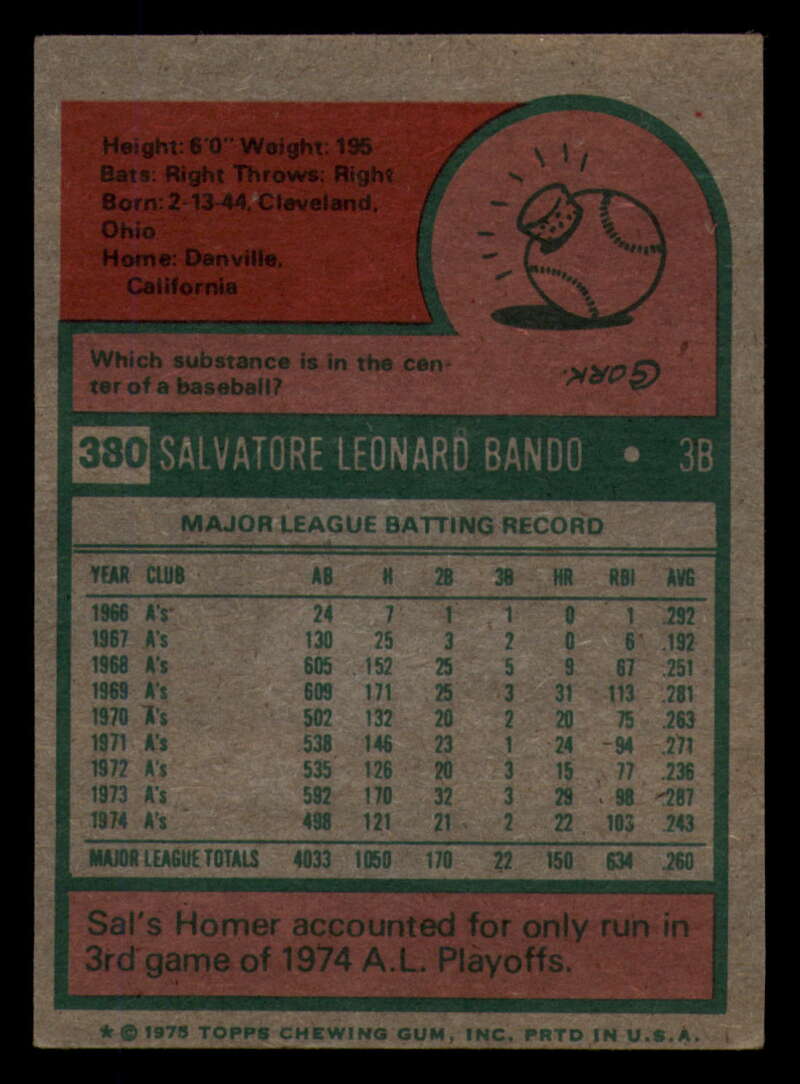 Height: 6'0" Weight: 195
Bats: Right Throws: Right
Born: 2-13-44, Cleveland,
Ohio
Home: Danville,
California
Which substance is in the cen-
ter of a baseball?
CORK.
380 SALVATORE LEONARD BANDO • 3B
MAJOR LEAGUE BATTING RECORD
YEAR CLUB AB H 2B 3B HR RBI AVG
1966 A's 24 7 1 1 0 1 .292
1967 A's 130 25 3 2 0 6 .192
1968 A's 605 152 25 5 9 67 .251
1969 A's 609 171 25 3 31 113 .281
1970 A's 502 132 20 2 20 75 .263
1971 A's 538 146 23 1 24 94 .271
1972 A's 535 126 20 3 15 77 .236
1973 A's 592 170 32 3 29 98 .287
1974 A's 498 121 21 2 22 103 .243
MAJOR LEAGUE TOTALS 4033 1050 170 22 150 634 .260
Sal's Homer accounted for only run in
3rd game of 1974 A.L. Playoffs.
* © 1975 TOPPS CHEWING GUM, INC. PRTD IN U.S.A.